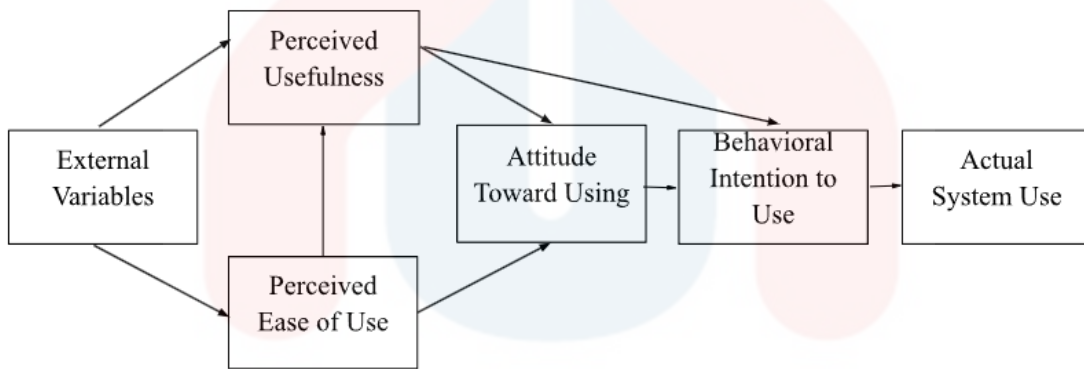 Perceived
Usefulness
External
Variables
Attitude
Toward Using
Behavioral
Intention to
Use
Actual
System Use
Perceived
Ease of Use